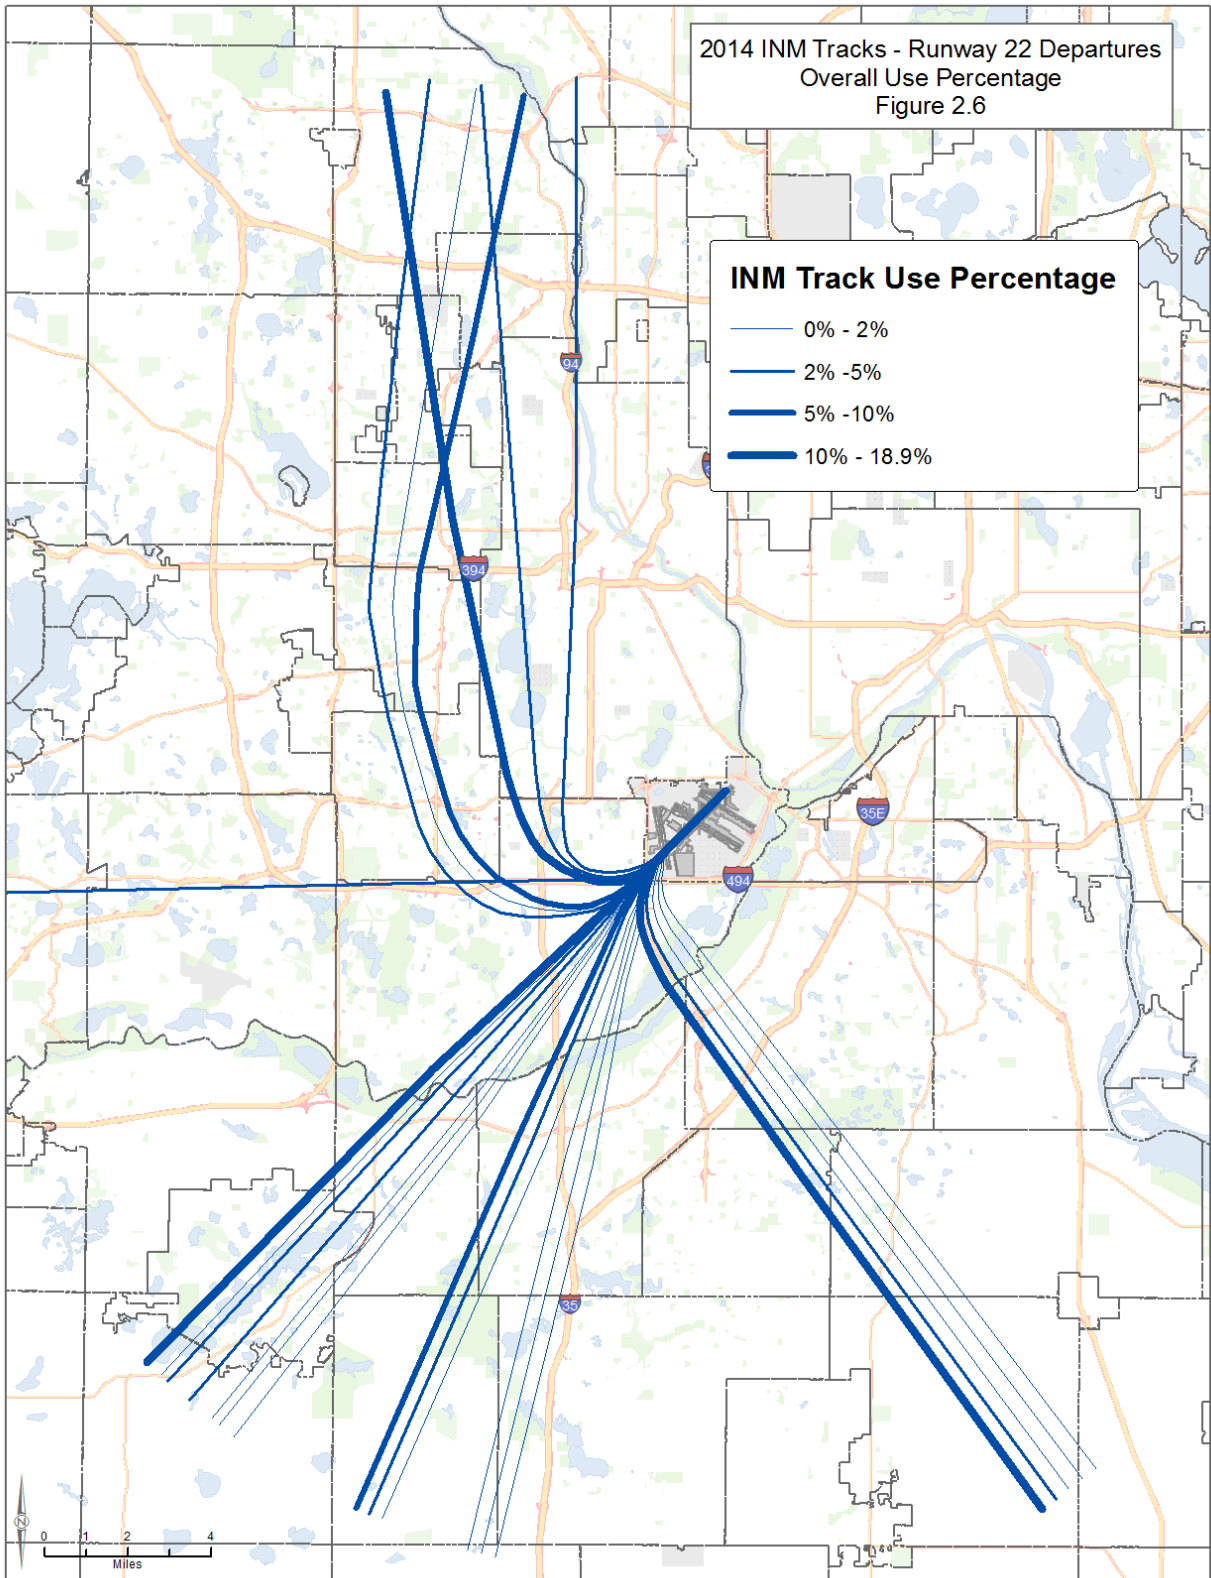 2014 INM Tracks - Runway 22 Departures
Overall Use Percentage
Figure 2.6
INM Track Use Percentage
0% - 2%
2% -5%
5% -10%
10% - 18.9%
94
394
35E
494
35
N
0 1 2 4
Miles